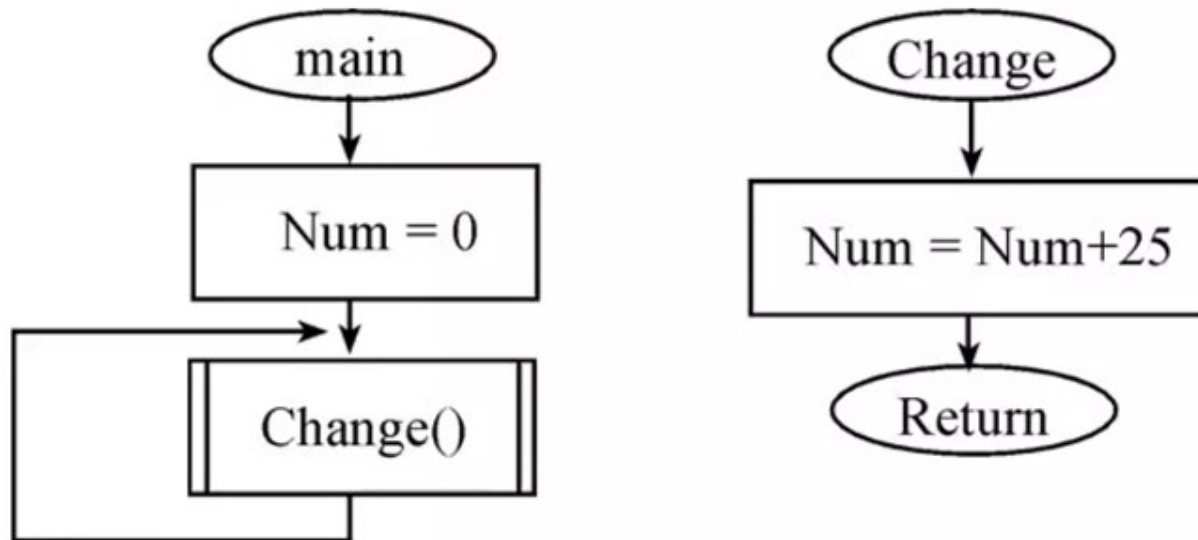 main
Num = 0
Change()
Change
Num = Num+25
Return